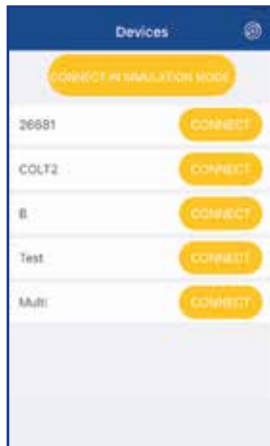 Devices
CONNECT IN SIMULATION MODE
26681 CONNECT
COLT2 CONNECT
B CONNECT
Test CONNECT
Multi CONNECT